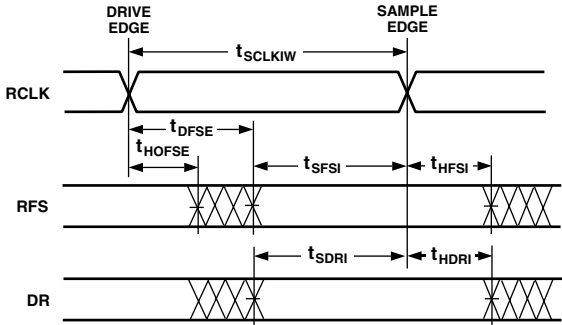 DRIVE
EDGE
SAMPLE
EDGE
tSCLKIW
RCLK
tDFSE
tHOFSE
tSFSI
tHFSI
RFS
tSDRI
tHDRI
DR